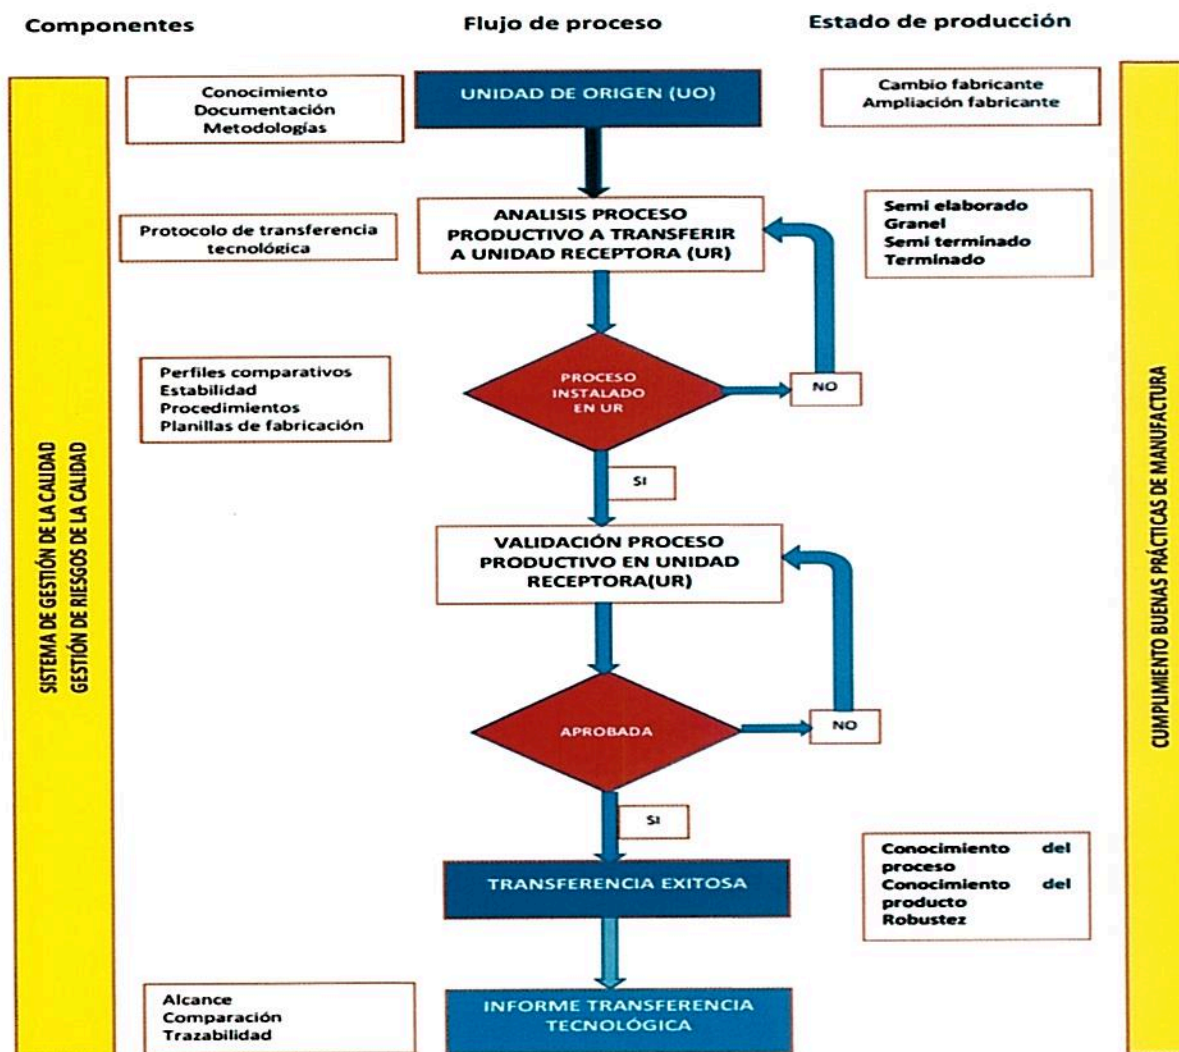 Componentes
Flujo de proceso
Estado de producción
Conocimiento
Documentación
Metodologías
UNIDAD DE ORIGEN (UO)
Cambio fabricante
Ampliación fabricante
Protocolo de transferencia
tecnológica
ANALISIS PROCESO
PRODUCTIVO A TRANSFERIR
A UNIDAD RECEPTORA (UR)
Semi elaborado
Granel
Semi terminado
Terminado
Perfiles comparativos
Estabilidad
Procedimientos
Planillas de fabricación
PROCESO
INSTALADO
EN UR
NO
SI
VALIDACIÓN PROCESO
PRODUCTIVO EN UNIDAD
RECEPTORA(UR)
APROBADA
NO
SI
TRANSFERENCIA EXITOSA
Conocimiento del
proceso
Conocimiento del
producto
Robustez
Alcance
Comparación
Trazabilidad
INFORME TRANSFERENCIA
TECNOLÓGICA
SISTEMA DE GESTIÓN DE LA CALIDAD
GESTIÓN DE RIESGOS DE LA CALIDAD
CUMPLIMIENTO BUENAS PRÁCTICAS DE MANUFACTURA